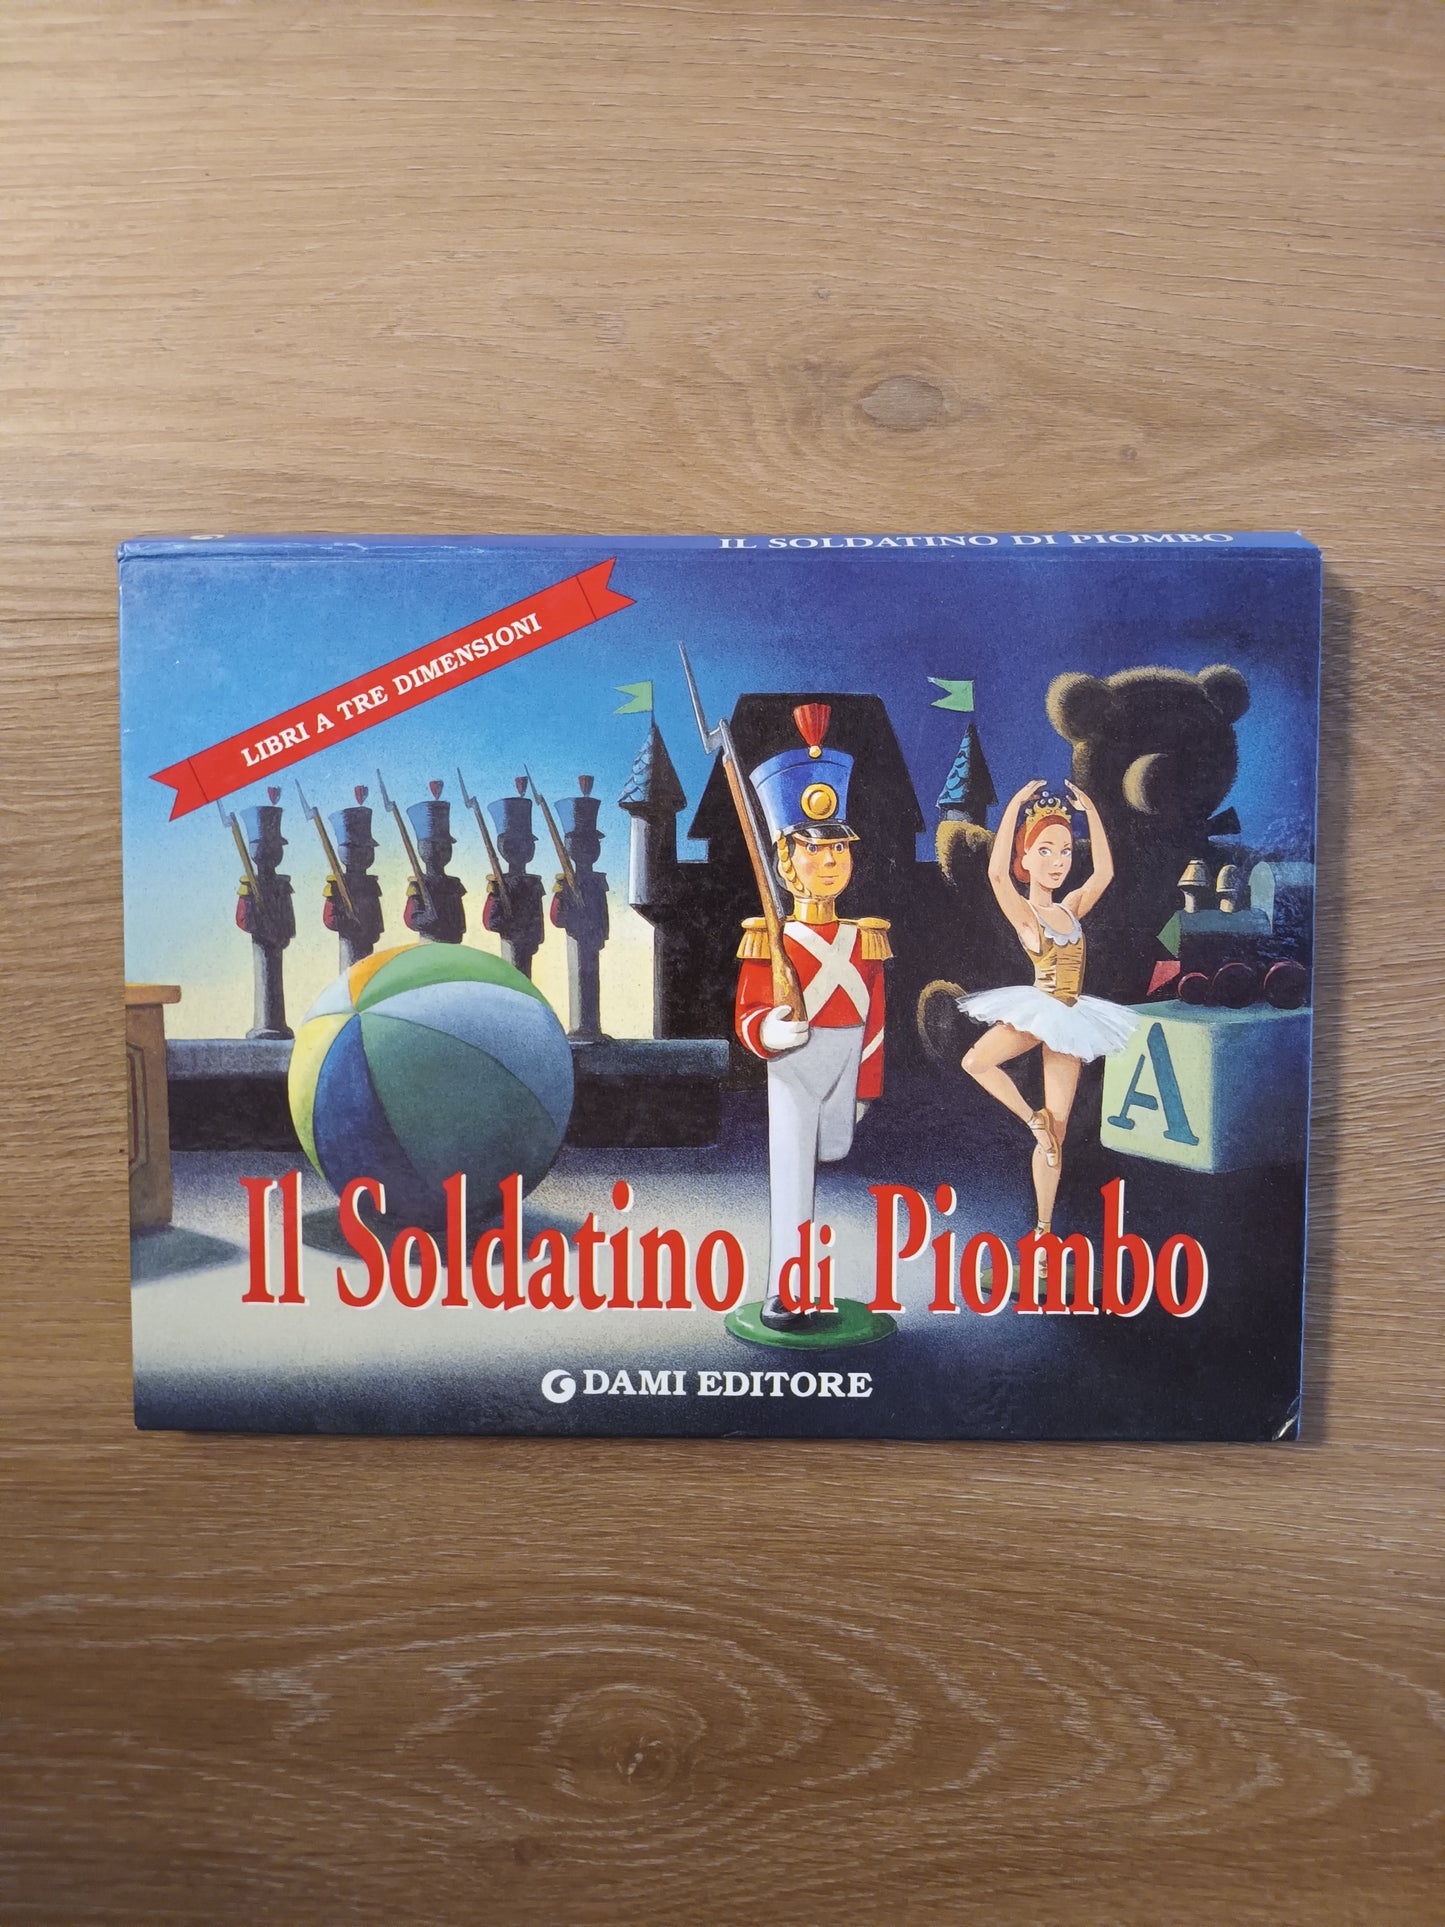 IL SOLDATINO DI PIOMBO
LIBRI A TRE DIMENSIONI
A
Il Soldatino di Piombo
DAMI EDITORE